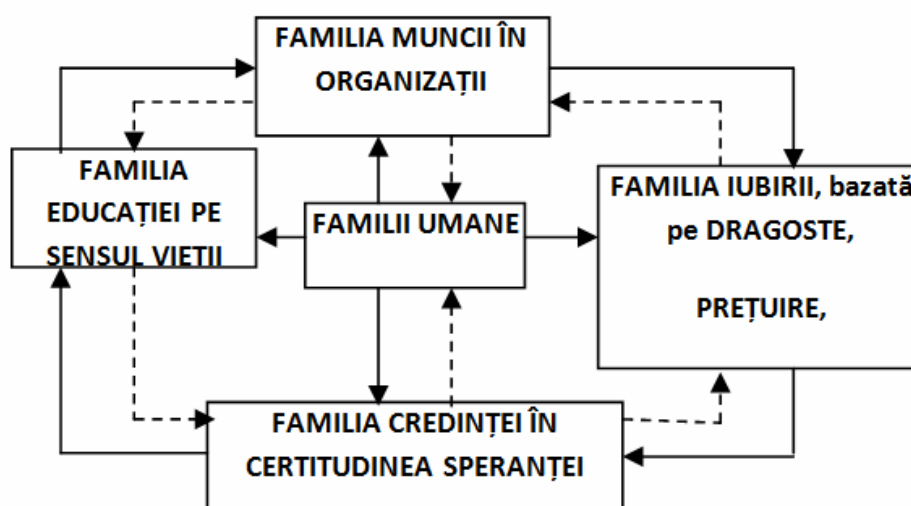 FAMILIA MUNCII ÎN
ORGANIZAȚII
FAMILIA
EDUCAȚIEI PE
SENSUL VIETII
FAMILII UMANE
FAMILIA IUBIRII, bazată
pe DRAGOSTE,
PREȚUIRE,
FAMILIA CREDINȚEI ÎN
CERTITUDINEA SPERANȚEI